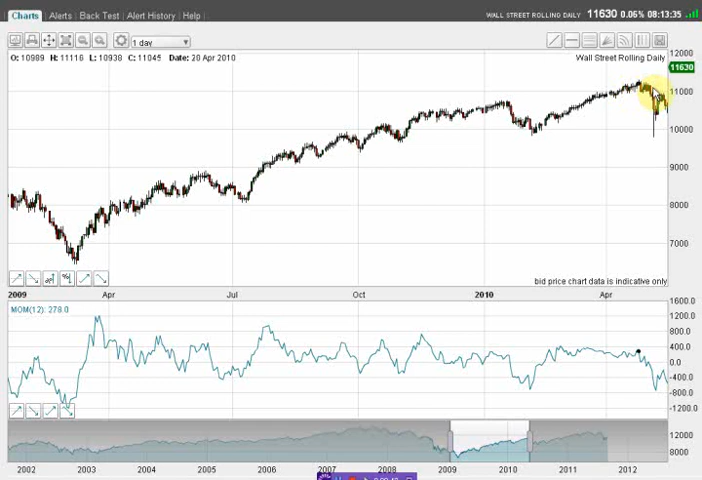 Charts Alerts Back Test Alert History Help WALL STREET ROLLING DAILY 11630 0.06% 08:13:35
1 day
O: 10989 H: 11116 L: 10938 C: 11045 Date: 20 Apr 2010 Wall Street Rolling Daily
12000
11630
11000
10000
9000
8000
7000
bid price chart data is indicative only
2009 Apr Jul Oct 2010 Apr
MOM(12): 278.0
1600.0
1200.0
800.0
400.0
0.0
-400.0
-800.0
-1200.0
12000
8000
2002 2003 2004 2005 2006 2007 2008 2009 2010 2011 2012